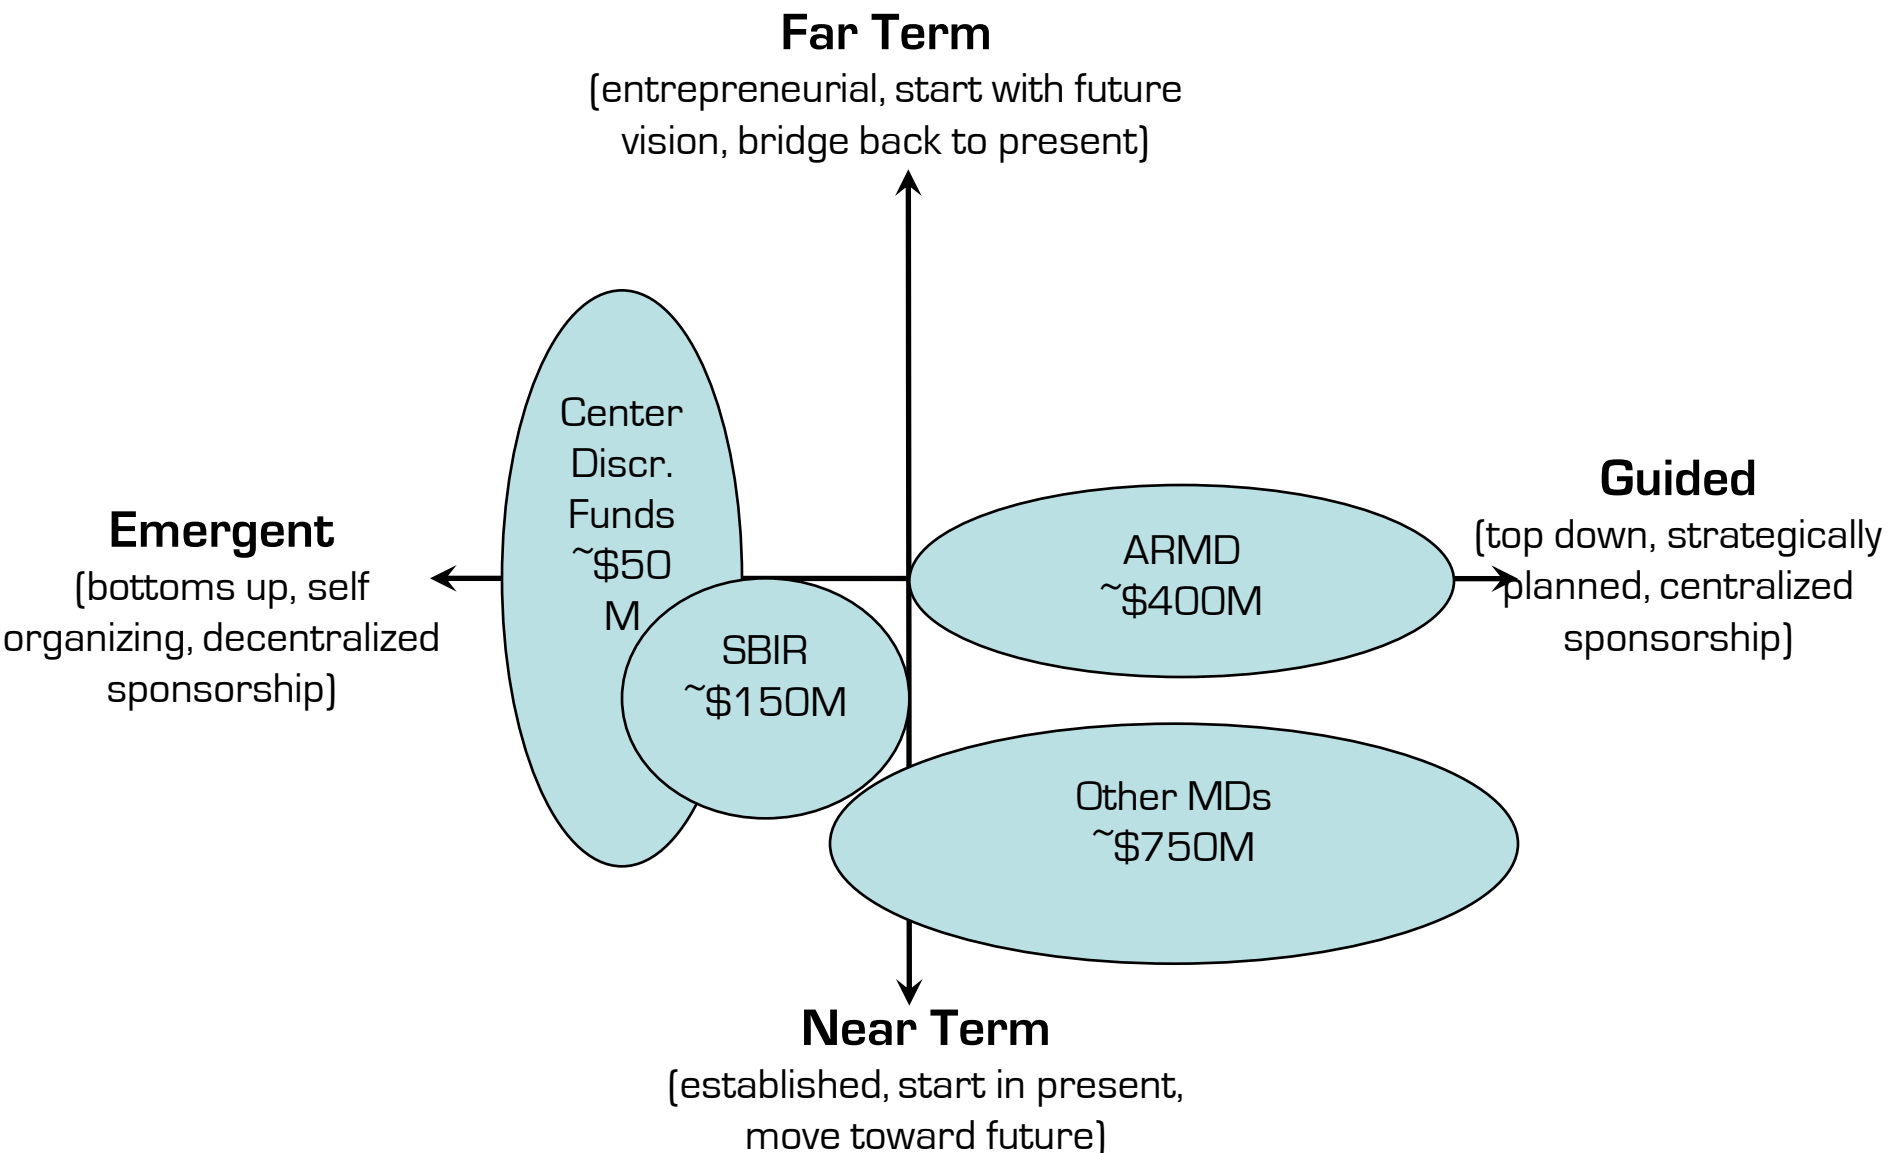 Far Term
(entrepreneurial, start with future
vision, bridge back to present)
Center
Discr.
Funds
~$50
M
Emergent
(bottoms up, self
organizing, decentralized
sponsorship)
SBIR
~$150M
ARMD
~$400M
Guided
(top down, strategically
planned, centralized
sponsorship)
Other MDs
~$750M
Near Term
(established, start in present,
move toward future)